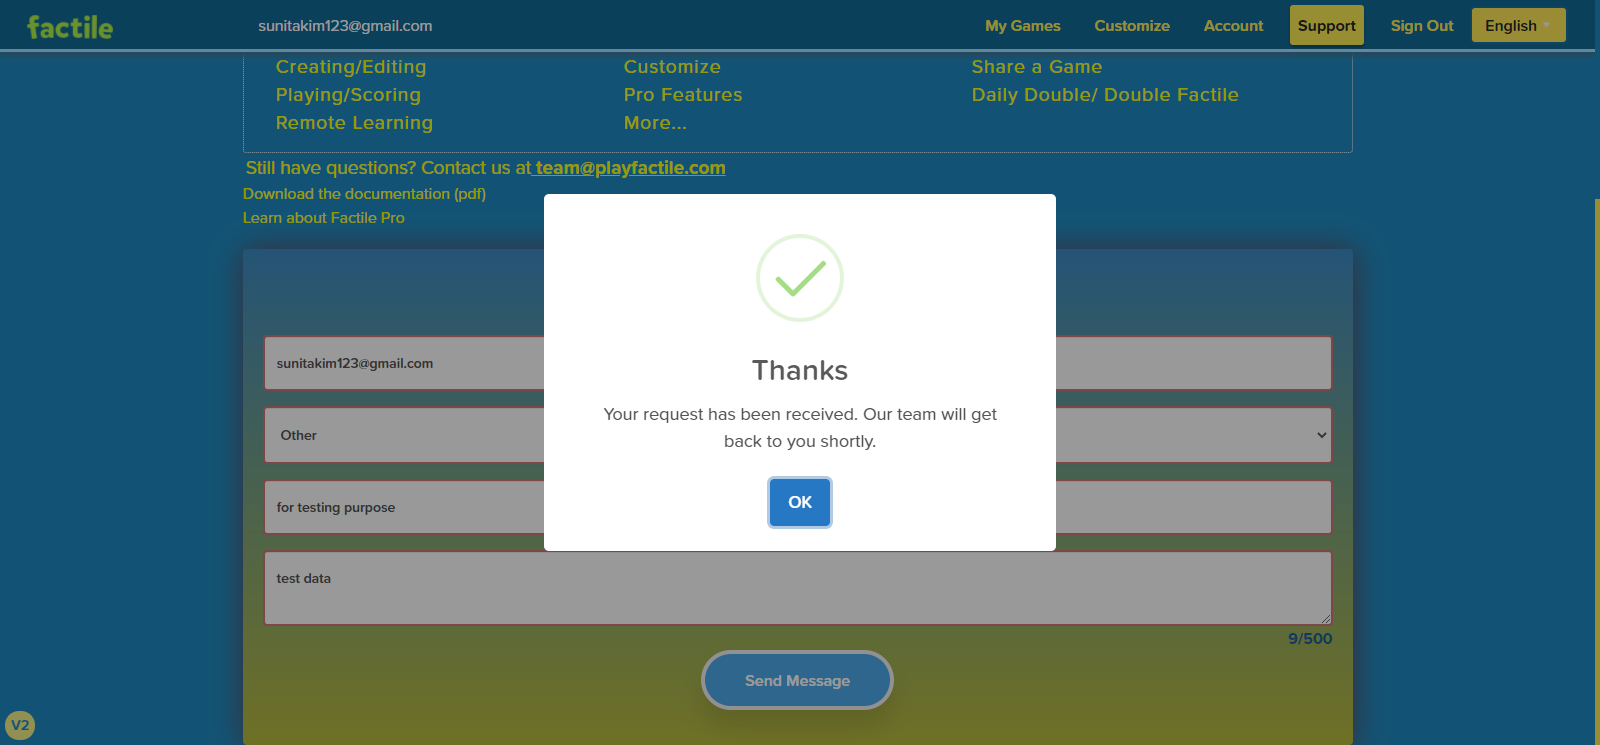 factile
sunitakim123@gmail.com
My Games
Customize
Account
Support
Sign Out
English
Creating/Editing
Customize
Share a Game
Playing/Scoring
Pro Features
Daily Double/ Double Factile
Remote Learning
More...
Still have questions? Contact us at team@playfactile.com
Download the documentation (pdf)
Learn about Factile Pro
Thanks
Your request has been received. Our team will get
back to you shortly.
OK
sunitakim123@gmail.com
Other
for testing purpose
test data
9/500
Send Message
V2